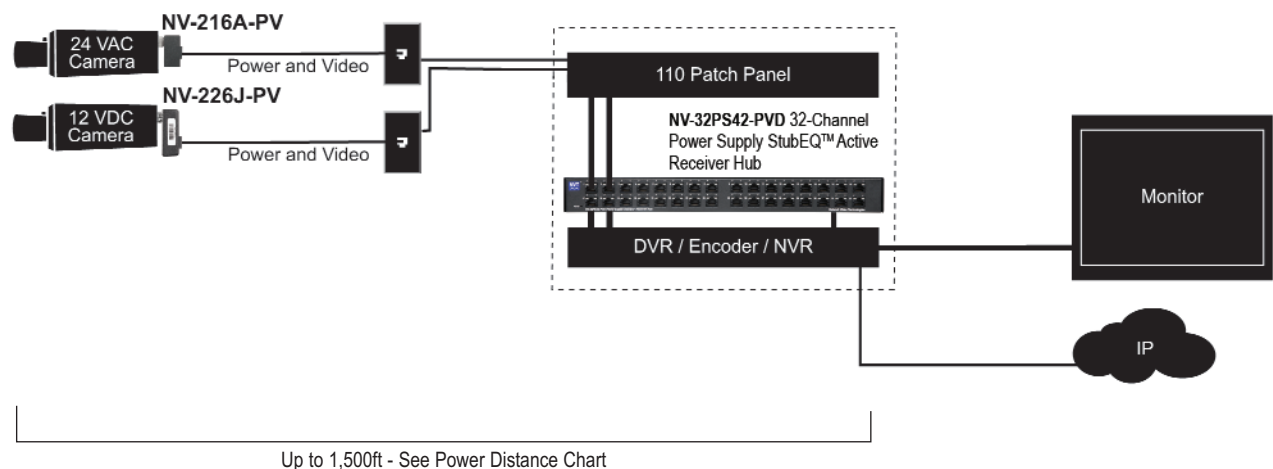 NV-216A-PV
24 VAC
Camera
Power and Video
NV-226J-PV
12 VDC
Camera
Power and Video
110 Patch Panel
NV-32PS42-PVD 32-Channel
Power Supply StubEQ™ Active
Receiver Hub
NVT
DVR / Encoder / NVR
Monitor
IP
Up to 1,500ft - See Power Distance Chart